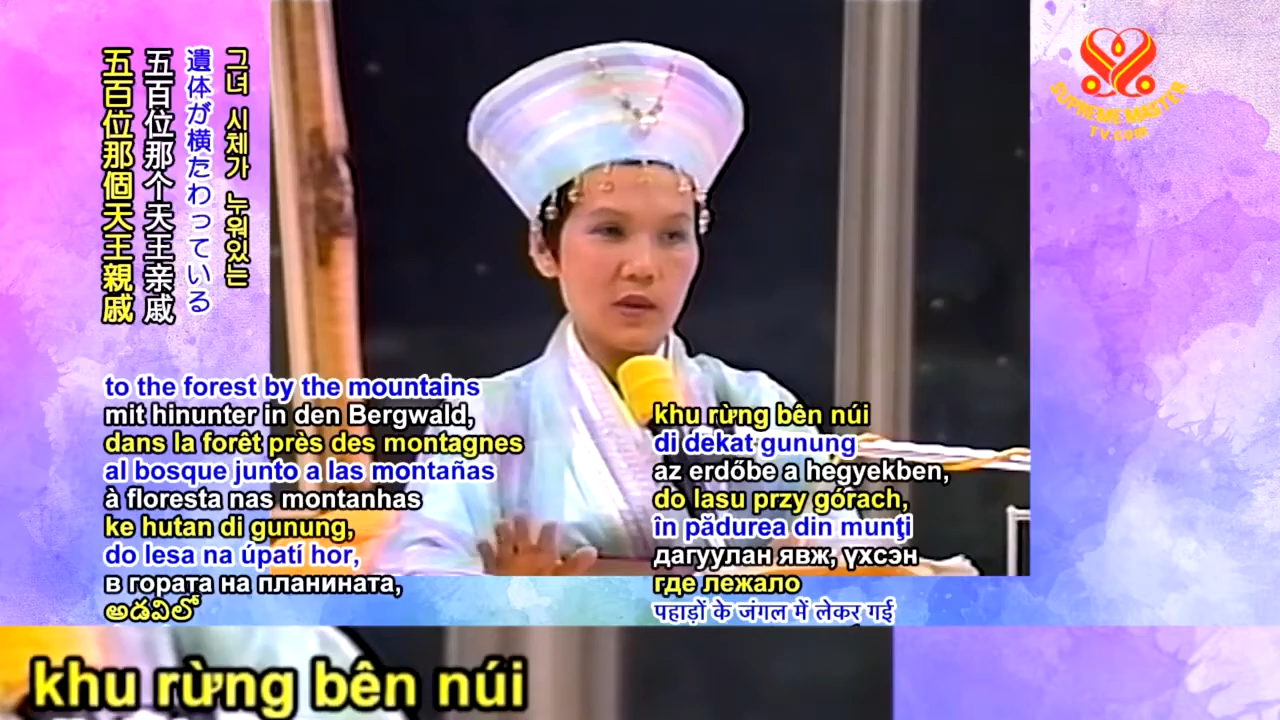 五百位那個天王親戚
五百位那个天王亲戚
遺体が横たわっている
그녀 시체가 누워있는
SUPREME MASTER
TV.COM
to the forest by the mountains
mit hinunter in den Bergwald,
dans la forêt près des montagnes
al bosque junto a las montañas
à floresta nas montanhas
ke hutan di gunung,
do lesa na úpatí hor,
в гората на планината,
అడవిలో
khu rừng bên núi
di dekat gunung
az erdőbe a hegyekben,
do lasu przy górach,
în pădurea din munţi
дагуулан явж, үхсэн
где лежало
पहाड़ों के जंगल में लेकर गई
khu rừng bên núi